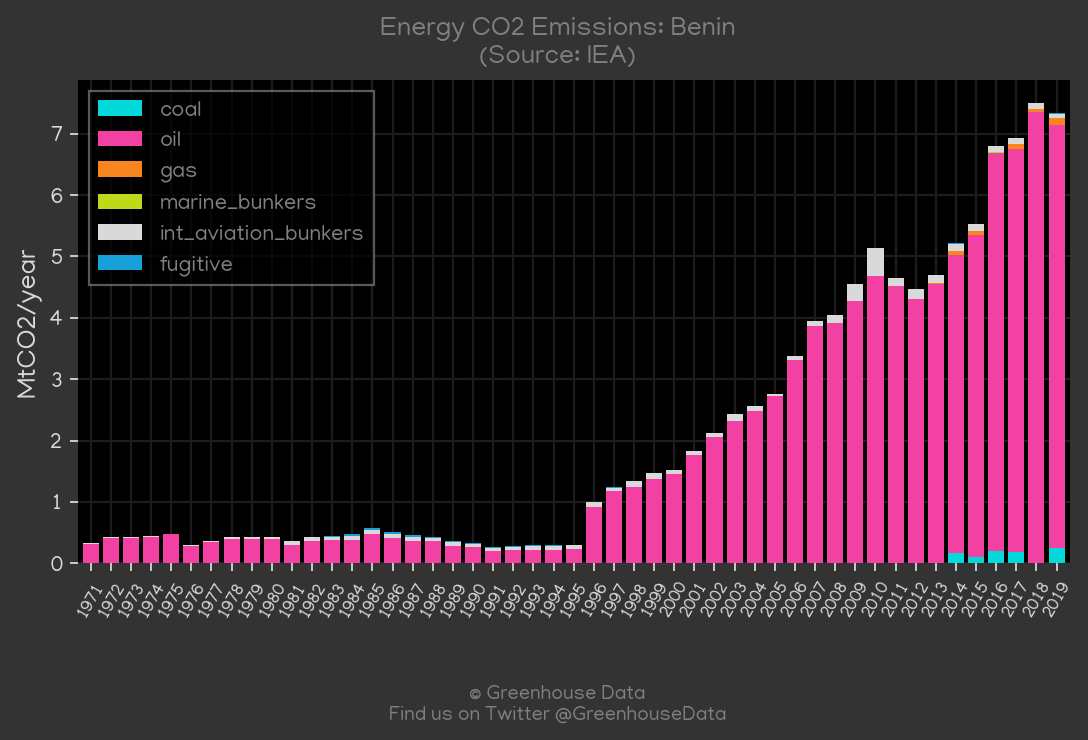 Energy CO2 Emissions: Benin
(Source: IEA)
coal
oil
gas
marine_bunkers
int_aviation_bunkers
fugitive
MtCO2/year
7
6
5
4
3
2
1
0
1971 1972 1973 1974 1975 1976 1977 1978 1979 1980 1981 1982 1983 1984 1985 1986 1987 1988 1989 1990 1991 1992 1993 1994 1995 1996 1997 1998 1999 2000 2001 2002 2003 2004 2005 2006 2007 2008 2009 2010 2011 2012 2013 2014 2015 2016 2017 2018 2019
© Greenhouse Data
Find us on Twitter @GreenhouseData